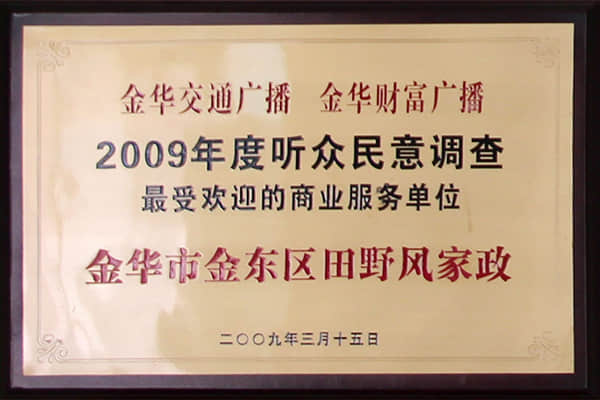 金华交通广播 金华财富广播
2009年度听众民意调查
最受欢迎的商业服务单位
金华市金东区田野风家政
二〇〇九年三月十五日